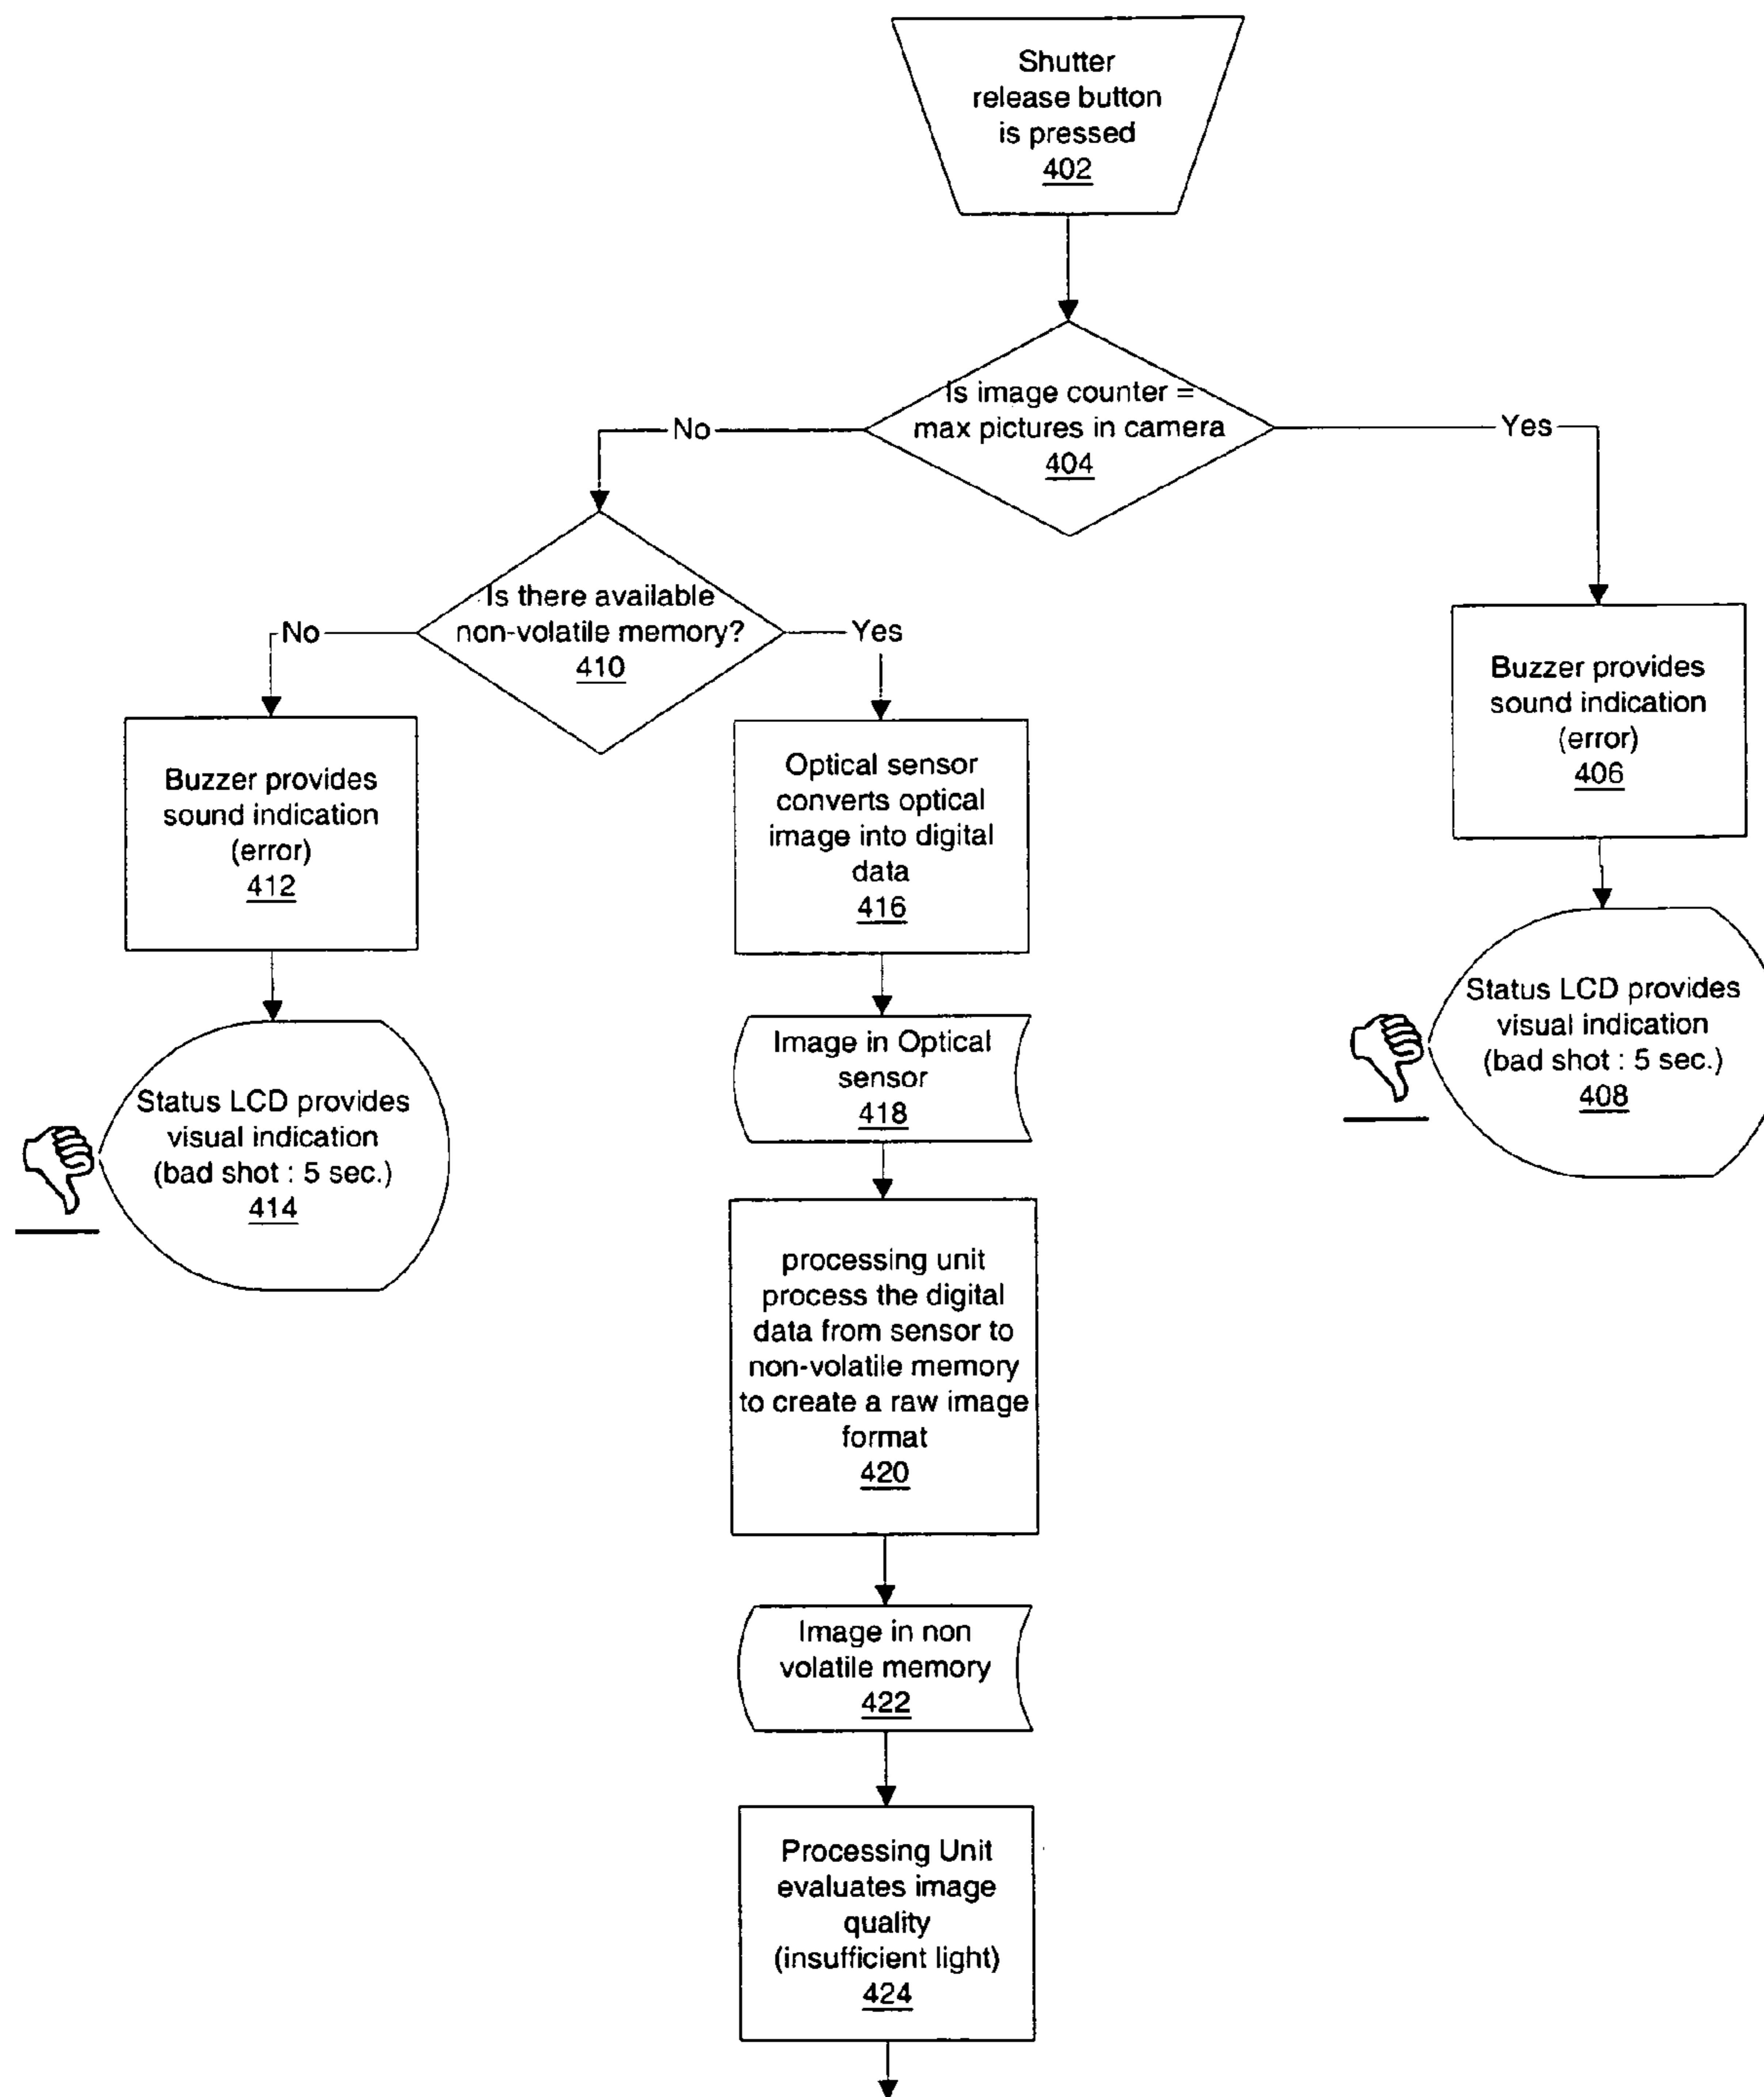 Shutter
release button
is pressed
402
Is image counter =
max pictures in camera
404
No
Yes
Is there available
non-volatile memory?
410
No
Yes
Buzzer provides
sound indication
(error)
406
Buzzer provides
sound indication
(error)
412
Optical sensor
converts optical
image into digital
data
416
Status LCD provides
visual indication
(bad shot : 5 sec.)
408
Status LCD provides
visual indication
(bad shot : 5 sec.)
414
Image in Optical
sensor
418
processing unit
process the digital
data from sensor to
non-volatile memory
to create a raw image
format
420
Image in non
volatile memory
422
Processing Unit
evaluates image
quality
(insufficient light)
424